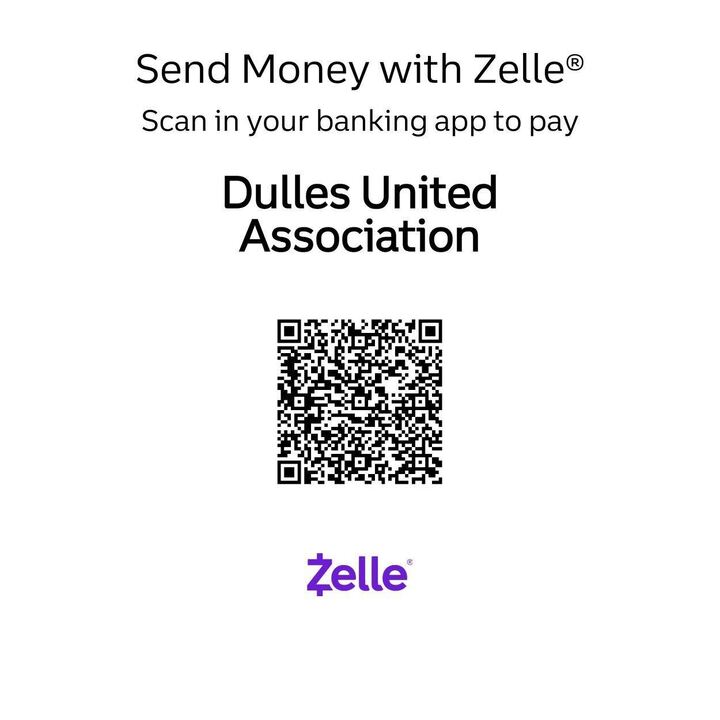 Send Money with Zelle®
Scan in your banking app to pay
Dulles United
Association
Zelle®